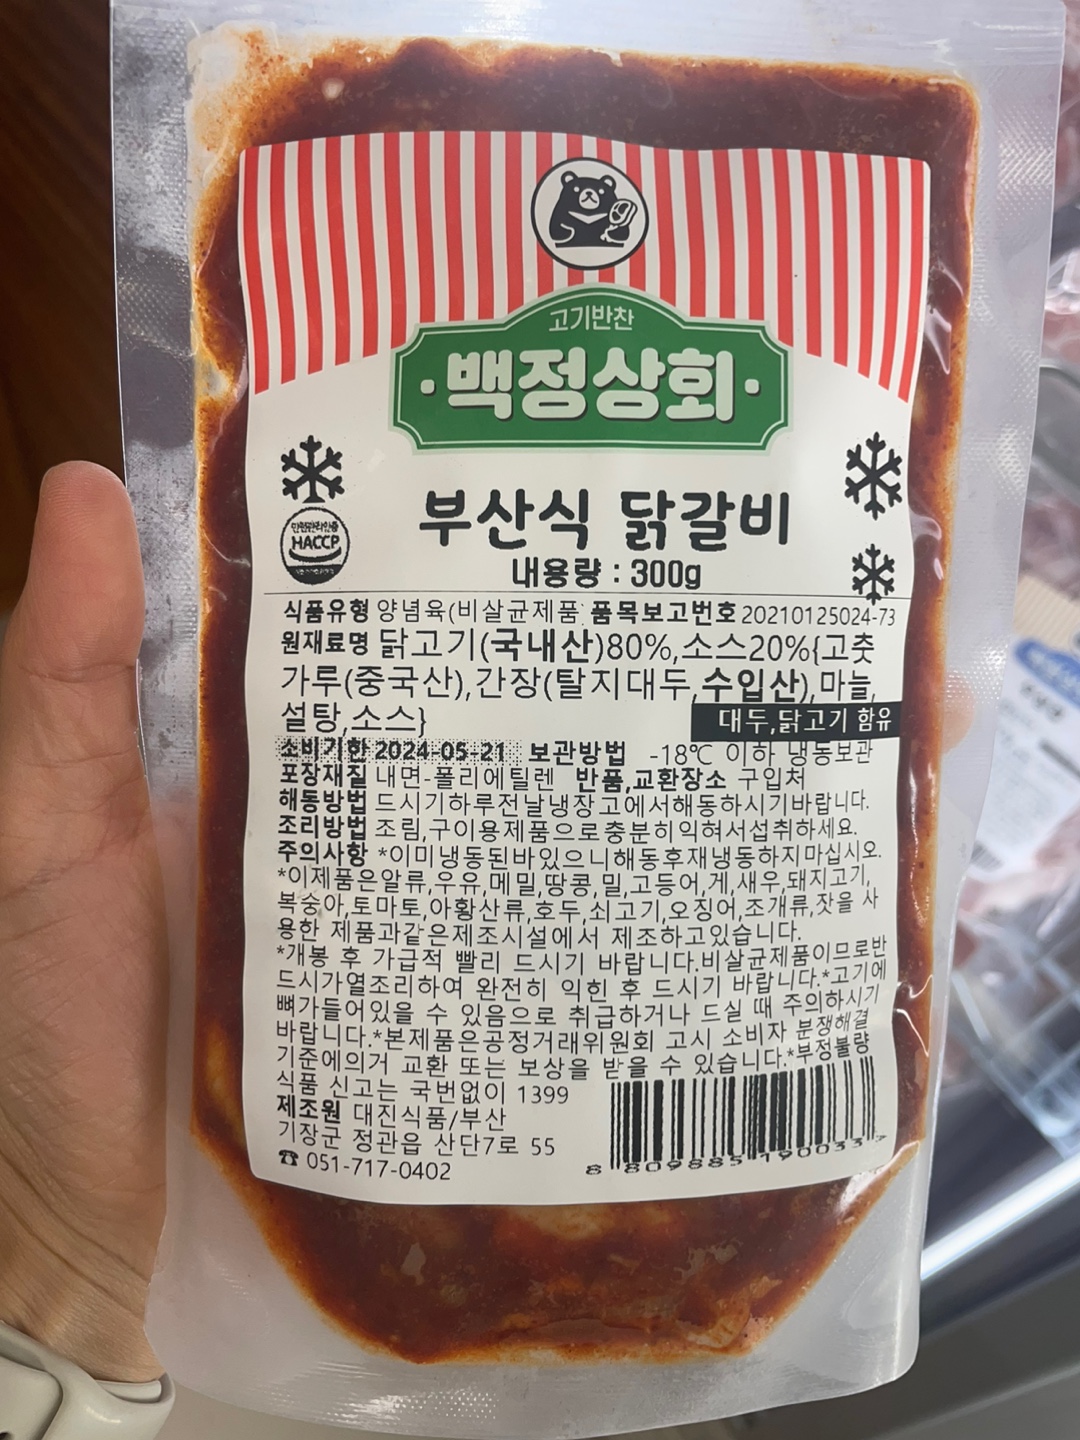 고기반찬
·백정상회·
부산식 닭갈비
내용량 : 300g
HACCP
식품유형 양념육(비살균제품 품목보고번호 20210125024-73
원재료명 닭고기(국내산)80%,소스20%{고춧
가루(중국산),간장(탈지대두,수입산),마늘,
설탕,소스}
대두,닭고기 함유
소비기한 2024-05-21 보관방법 -18℃ 이하 냉동보관
포장재질 내면-폴리에틸렌 반품,교환장소 구입처
해동방법 드시기하루전날냉장고에서해동하시기바랍니다.
조리방법 조림,구이용제품으로충분히익혀서섭취하세요.
주의사항 *이미냉동된바있으니해동후재냉동하지마십시오.
*이제품은알류,우유,메밀,땅콩,밀,고등어,게,새우,돼지고기,
복숭아,토마토,아황산류,호두,쇠고기,오징어,조개류,잣을 사
용한 제품과같은제조시설에서 제조하고있습니다.
*개봉 후 가급적 빨리 드시기 바랍니다.비살균제품이므로반
드시가열조리하여 완전히 익힌 후 드시기 바랍니다.*고기에
뼈가들어있을 수 있음으로 취급하거나 드실 때 주의하시기
바랍니다.*본제품은공정거래위원회 고시 소비자 분쟁해결
기준에의거 교환 또는 보상을 받을 수 있습니다.*부정불량
식품 신고는 국번없이 1399
제조원 대진식품/부산
기장군 정관읍 산단7로 55
☎ 051-717-0402
8 809885 190033